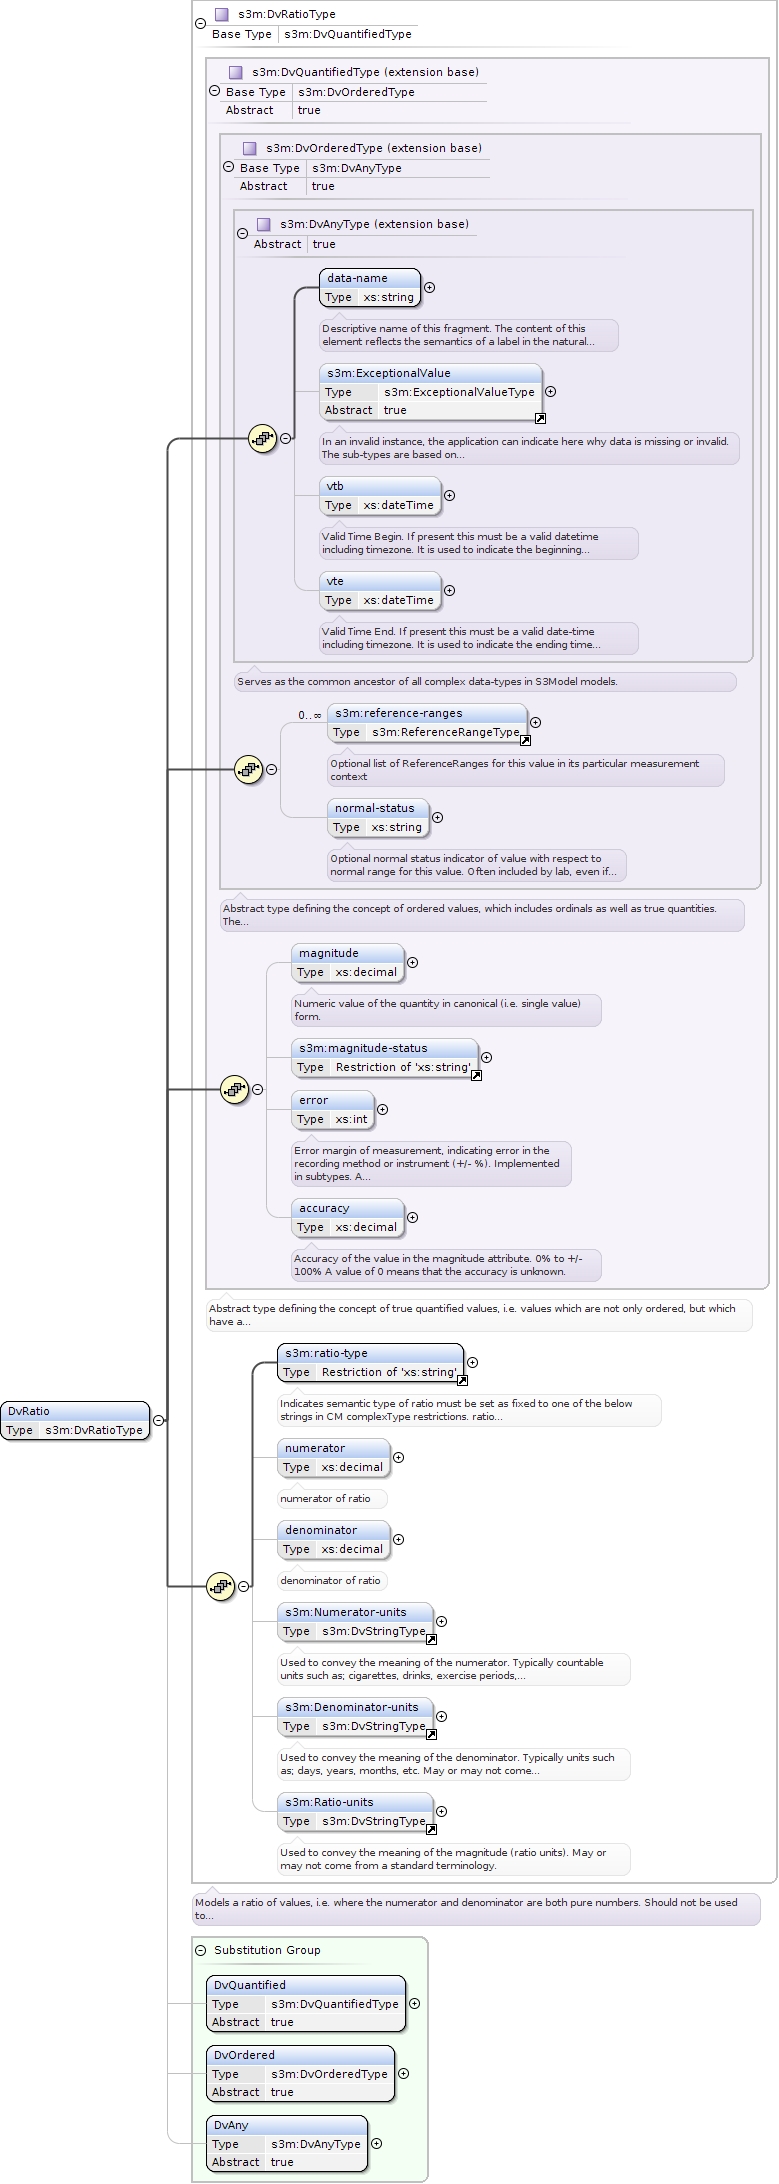 s3m:DvRatioType
Base Type s3m:DvQuantifiedType
s3m:DvQuantifiedType (extension base)
Base Type s3m:DvOrderedType
Abstract true
s3m:DvOrderedType (extension base)
Base Type s3m:DvAnyType
Abstract true
s3m:DvAnyType (extension base)
Abstract true
data-name
Type xs:string
Descriptive name of this fragment. The content of this
element reflects the semantics of a label in the natural...
s3m:ExceptionalValue
Type s3m:ExceptionalValueType
Abstract true
In an invalid instance, the application can indicate here why data is missing or invalid.
The sub-types are based on...
vtb
Type xs:dateTime
Valid Time Begin. If present this must be a valid datetime
including timezone. It is used to indicate the beginning...
vte
Type xs:dateTime
Valid Time End. If present this must be a valid date-time
including timezone. It is used to indicate the ending time...
Serves as the common ancestor of all complex data-types in S3Model models.
0..∞
s3m:reference-ranges
Type s3m:ReferenceRangeType
Optional list of ReferenceRanges for this value in its particular measurement
context
normal-status
Type xs:string
Optional normal status indicator of value with respect to
normal range for this value. Often included by lab, even if...
Abstract type defining the concept of ordered values, which includes ordinals as well as true quantities.
The...
magnitude
Type xs:decimal
Numeric value of the quantity in canonical (i.e. single value)
form.
s3m:magnitude-status
Type Restriction of 'xs:string'
error
Type xs:int
Error margin of measurement, indicating error in the
recording method or instrument (+/- %). Implemented
in subtypes. A...
accuracy
Type xs:decimal
Accuracy of the value in the magnitude attribute. 0% to +/-
100% A value of 0 means that the accuracy is unknown.
Abstract type defining the concept of true quantified values, i.e. values which are not only ordered, but which
have a...
s3m:ratio-type
Type Restriction of 'xs:string'
Indicates semantic type of ratio must be set as fixed to one of the below
strings in CM complexType restrictions. ratio...
DvRatio
Type s3m:DvRatioType
numerator
Type xs:decimal
numerator of ratio
denominator
Type xs:decimal
denominator of ratio
s3m:Numerator-units
Type s3m:DvStringType
Used to convey the meaning of the numerator. Typically countable
units such as; cigarettes, drinks, exercise periods,...
s3m:Denominator-units
Type s3m:DvStringType
Used to convey the meaning of the denominator. Typically units such
as; days, years, months, etc. May or may not come...
s3m:Ratio-units
Type s3m:DvStringType
Used to convey the meaning of the magnitude (ratio units). May or
may not come from a standard terminology.
Models a ratio of values, i.e. where the numerator and denominator are both pure numbers. Should not be used
to...
Substitution Group
DvQuantified
Type s3m:DvQuantifiedType
Abstract true
DvOrdered
Type s3m:DvOrderedType
Abstract true
DvAny
Type s3m:DvAnyType
Abstract true